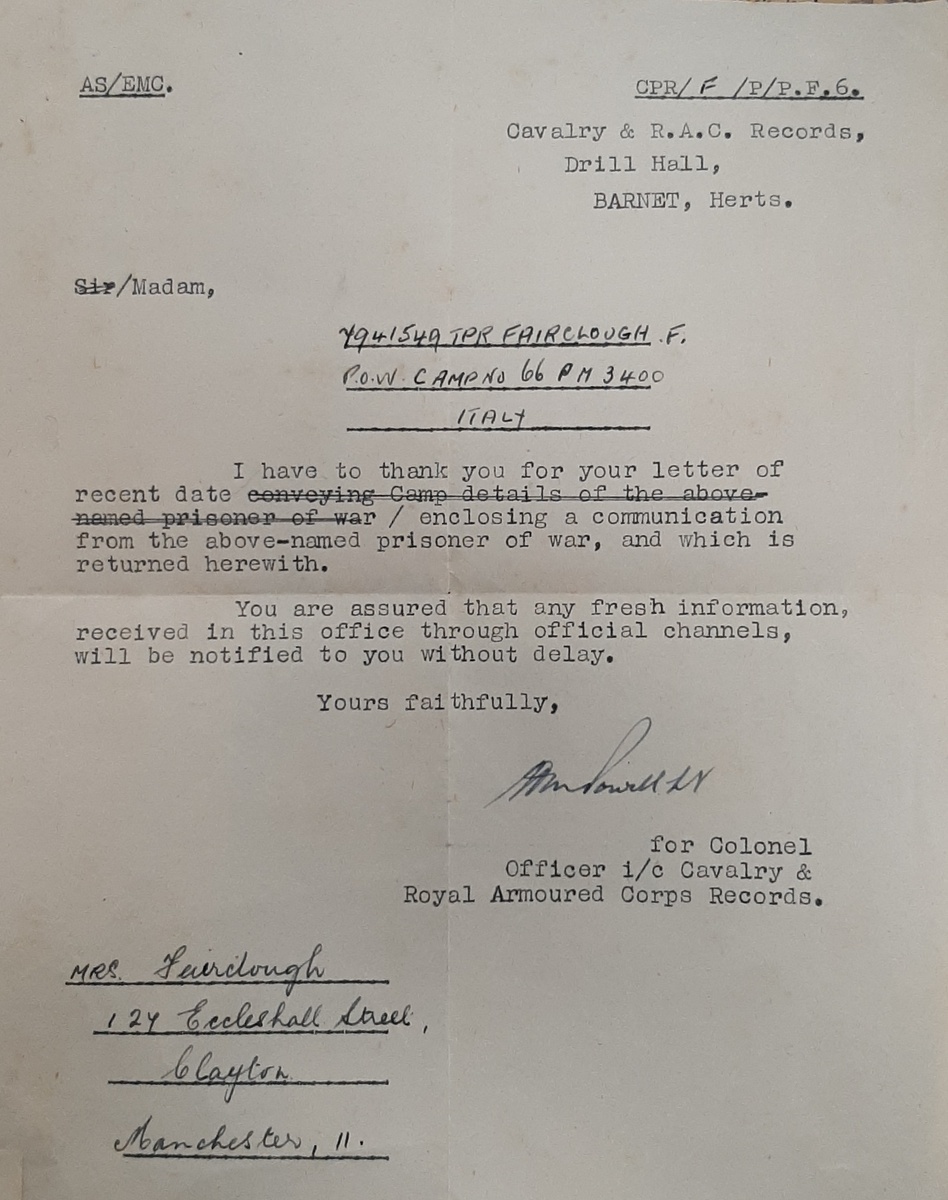 AS/EMC.
CPR/ F /P/P.F.6.
Cavalry & R.A.C. Records,
Drill Hall,
BARNET, Herts.
Sir/Madam,
7941549 TPR FAIRCLOUGH .F.
P.O.W. CAMP NO 66 P M 3400
ITALY
I have to thank you for your letter of
recent date conveying Camp details of the above-
named prisoner of war / enclosing a communication
from the above-named prisoner of war, and which is
returned herewith.
You are assured that any fresh information,
received in this office through official channels,
will be notified to you without delay.
Yours faithfully,
Powell Lt
for Colonel
Officer i/c Cavalry &
Royal Armoured Corps Records.
MRS. Fairclough
124 Eccleshall Street,
Clayton
Manchester, 11.